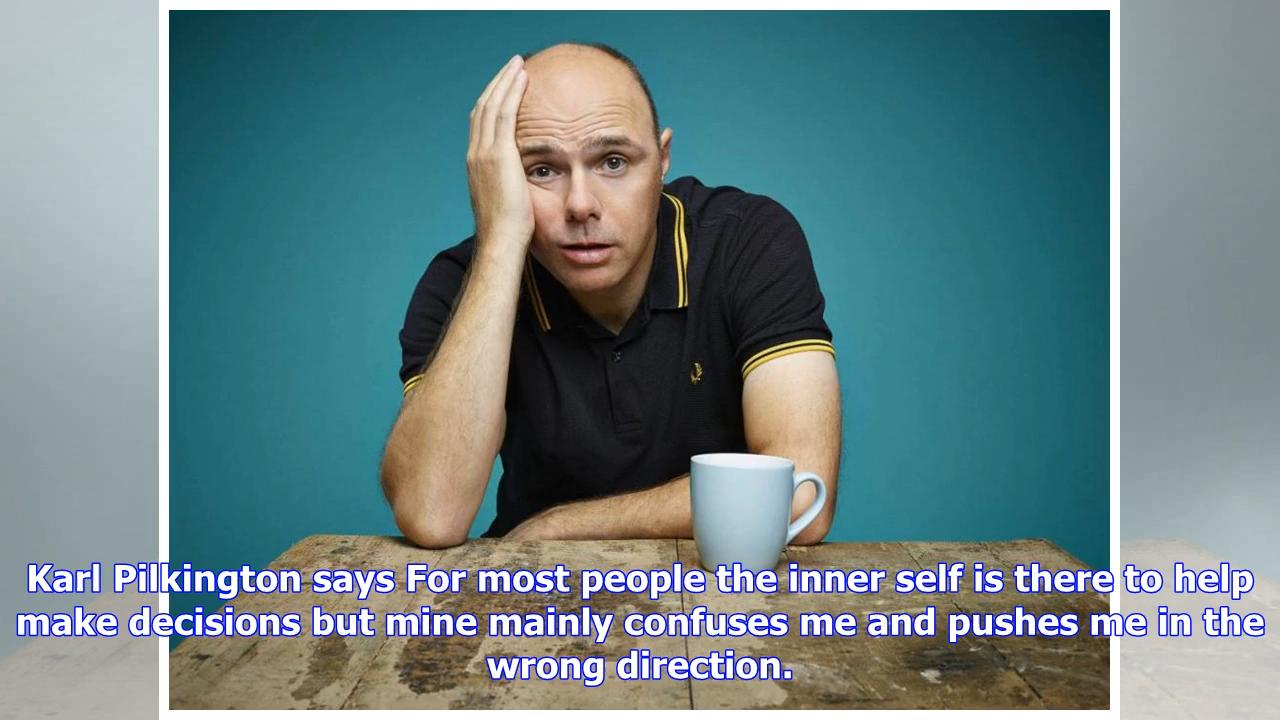 Karl Pilkington says For most people the inner self is there to help
make decisions but mine mainly confuses me and pushes me in the
wrong direction.